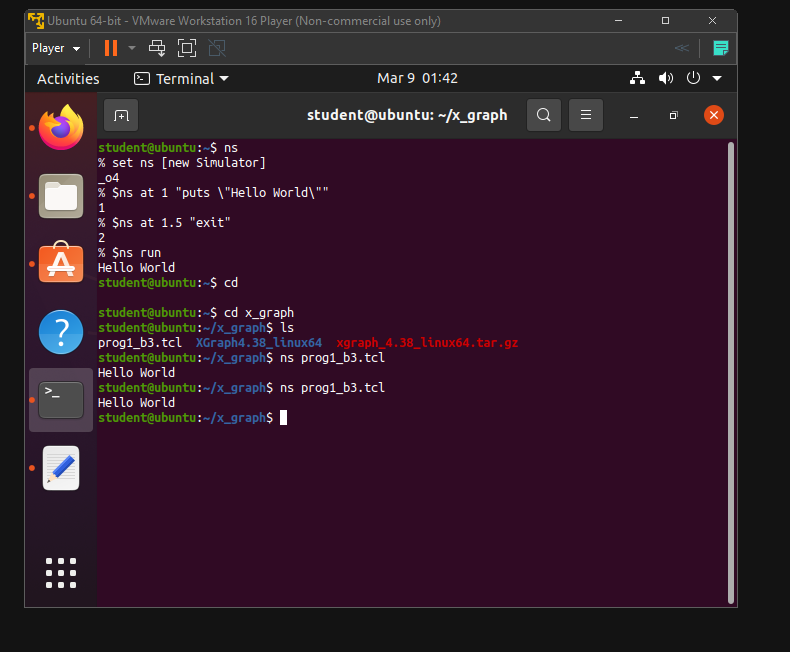 Ubuntu 64-bit - VMware Workstation 16 Player (Non-commercial use only)
Player
Activities
Terminal
Mar 9 01:42
student@ubuntu: ~/x_graph
student@ubuntu:~$ ns
% set ns [new Simulator]
_o4
% $ns at 1 "puts \"Hello World\""
1
% $ns at 1.5 "exit"
2
% $ns run
Hello World
student@ubuntu:~$ cd
student@ubuntu:~$ cd x_graph
student@ubuntu:~/x_graph$ ls
prog1_b3.tcl XGraph4.38_linux64 xgraph_4.38_linux64.tar.gz
student@ubuntu:~/x_graph$ ns prog1_b3.tcl
Hello World
student@ubuntu:~/x_graph$ ns prog1_b3.tcl
Hello World
student@ubuntu:~/x_graph$